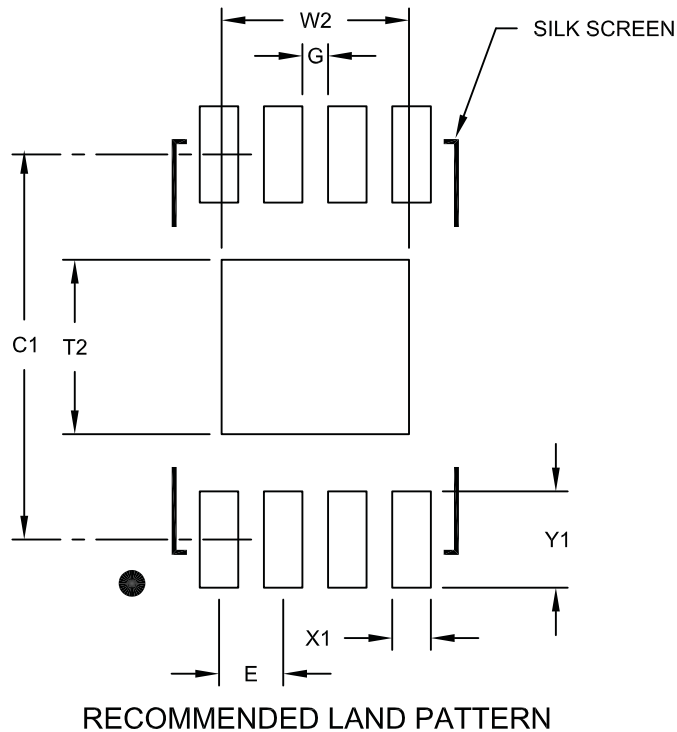 W2
SILK SCREEN
G
C1
T2
Y1
X1
E
RECOMMENDED LAND PATTERN